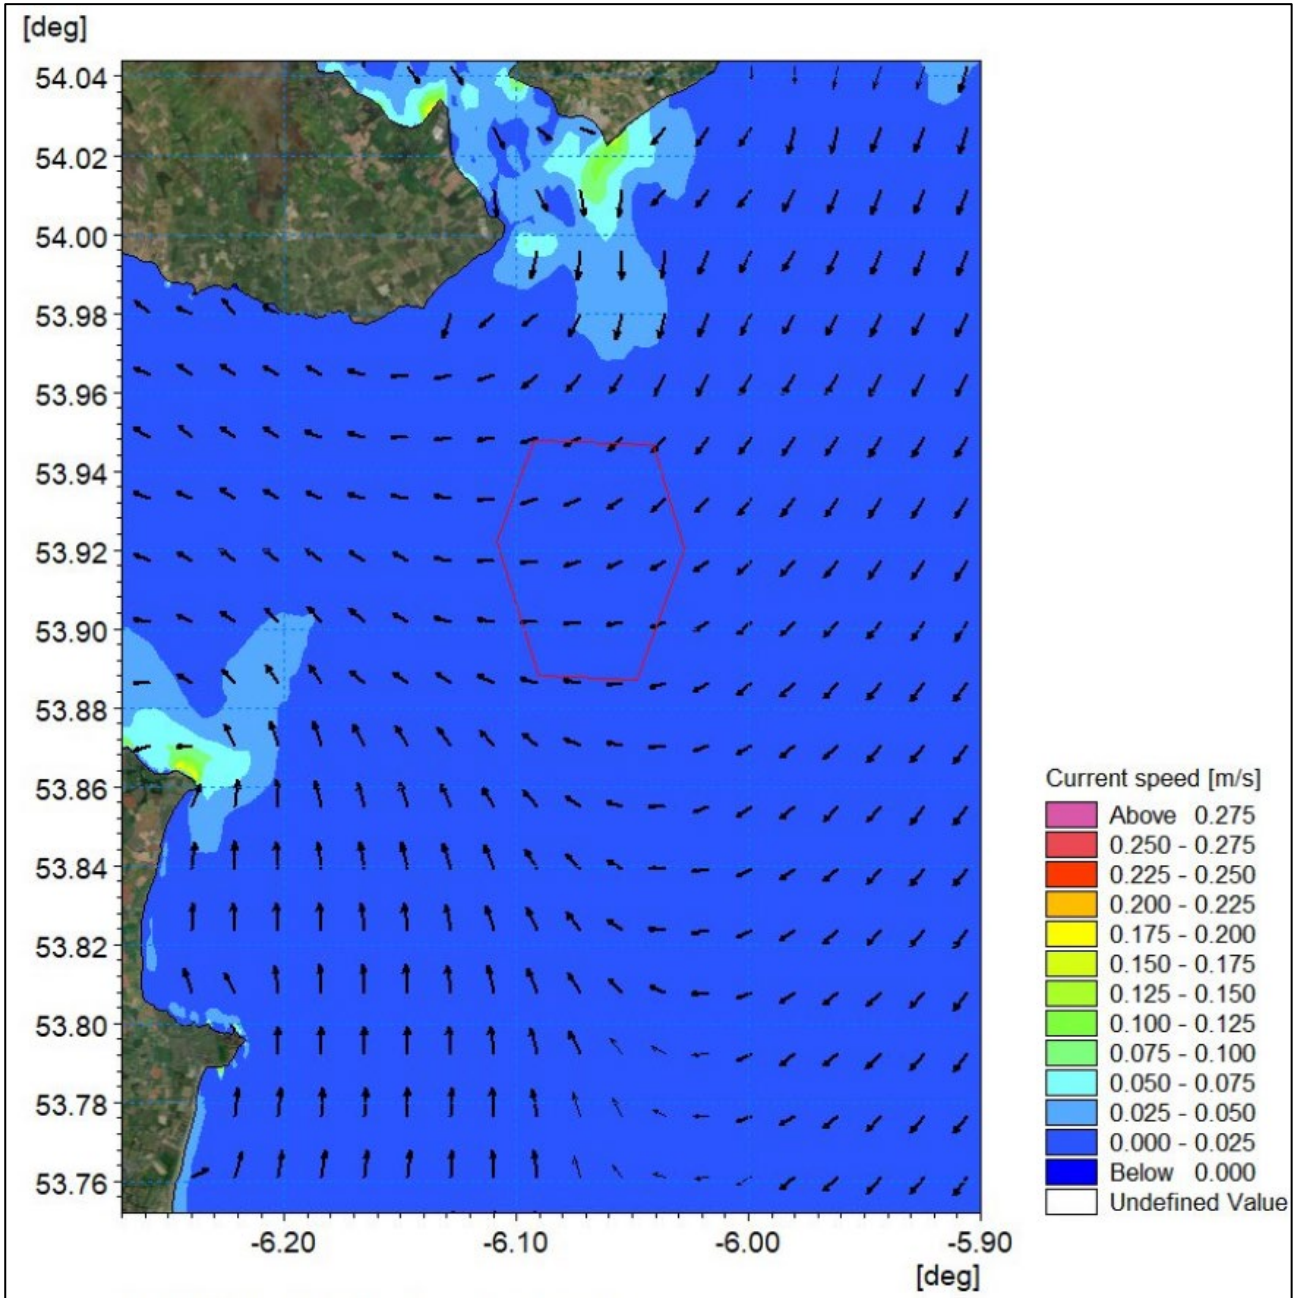 [deg]
54.04
54.02
54.00
53.98
53.96
53.94
53.92
53.90
53.88
53.86
53.84
53.82
53.80
53.78
53.76
-6.20 -6.10 -6.00 -5.90
[deg]
Current speed [m/s]
Above 0.275
0.250 - 0.275
0.225 - 0.250
0.200 - 0.225
0.175 - 0.200
0.150 - 0.175
0.125 - 0.150
0.100 - 0.125
0.075 - 0.100
0.050 - 0.075
0.025 - 0.050
0.000 - 0.025
Below 0.000
Undefined Value